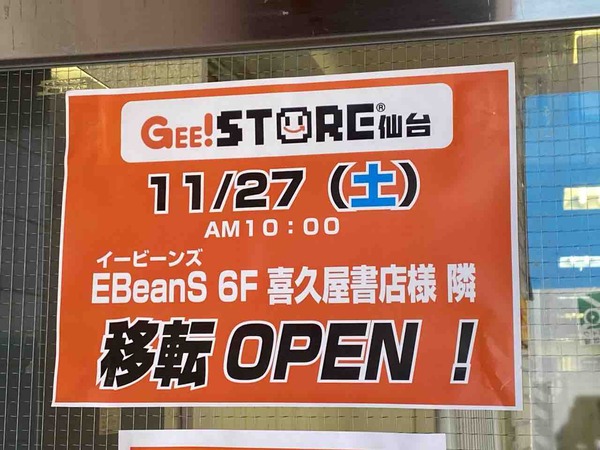 GEE!STORE®仙台
11/27（土）
AM10：00
イービーンズ
EBeanS 6F 喜久屋書店様 隣
移転 OPEN！